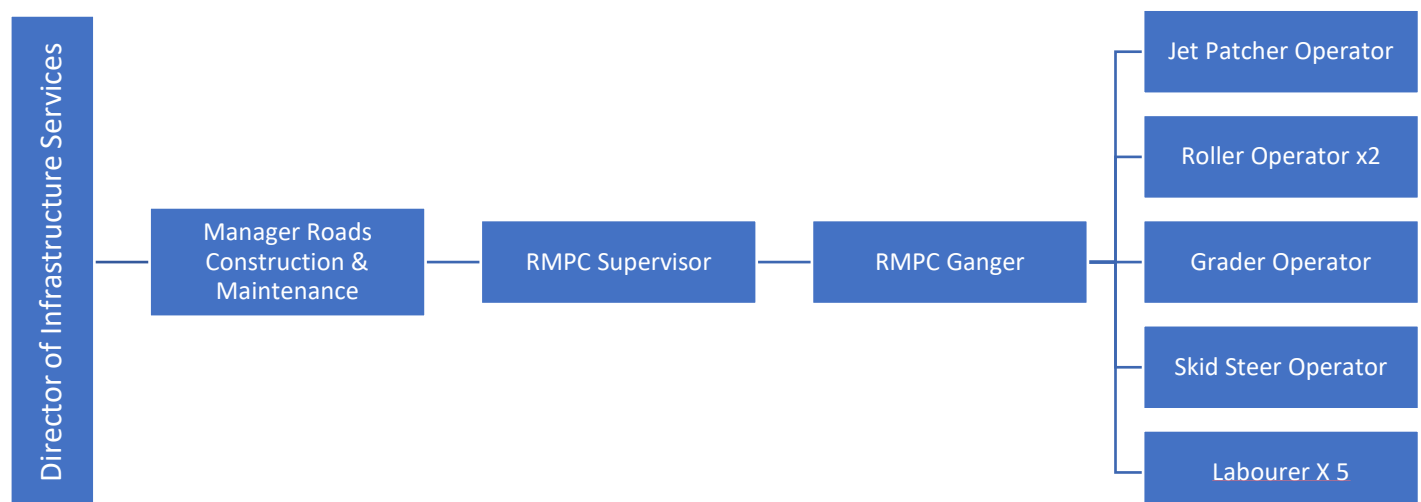 Director of Infrastructure Services
Manager Roads
Construction &
Maintenance
RMPC Supervisor
RMPC Ganger
Jet Patcher Operator
Roller Operator x2
Grader Operator
Skid Steer Operator
Labourer X 5